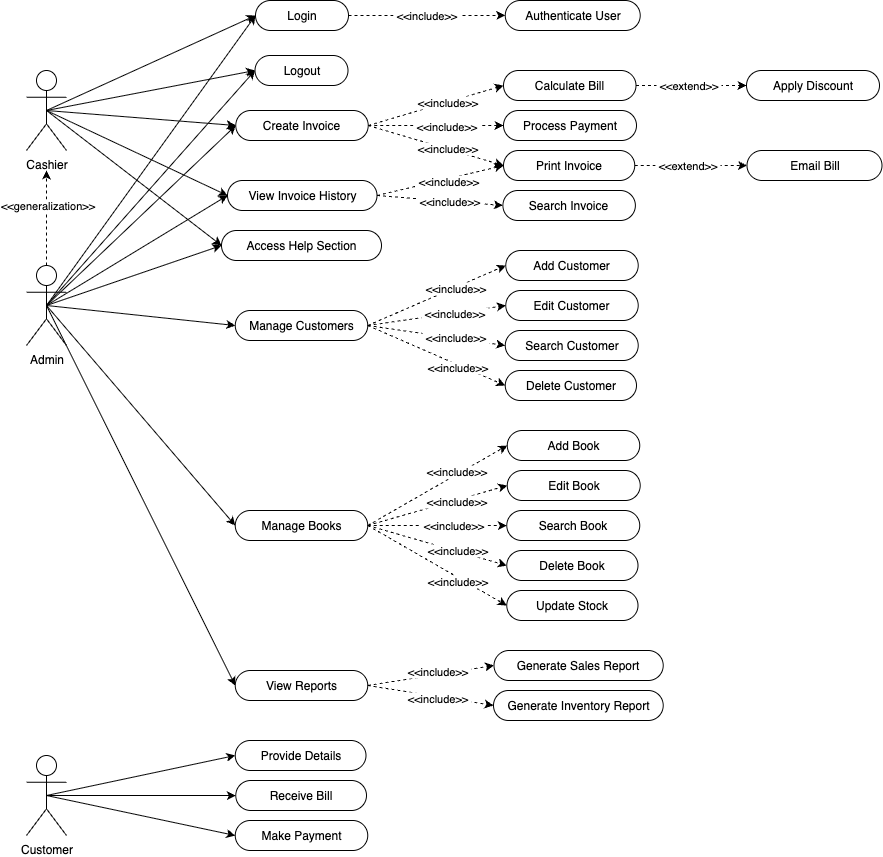 Login
<<include>>
Authenticate User
Logout
Cashier
Create Invoice
<<include>>
Calculate Bill
<<extend>>
Apply Discount
<<include>>
Process Payment
<<include>>
Print Invoice
<<extend>>
Email Bill
<<generalization>>
View Invoice History
<<include>>
<<include>>
Search Invoice
Access Help Section
Admin
Manage Customers
<<include>>
Add Customer
<<include>>
Edit Customer
<<include>>
Search Customer
<<include>>
Delete Customer
Manage Books
<<include>>
Add Book
<<include>>
Edit Book
<<include>>
Search Book
<<include>>
Delete Book
<<include>>
Update Stock
View Reports
<<include>>
Generate Sales Report
<<include>>
Generate Inventory Report
Customer
Provide Details
Receive Bill
Make Payment